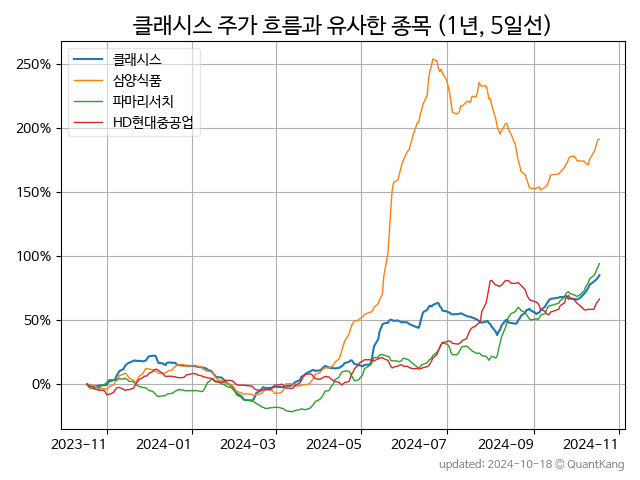 클래시스 주가 흐름과 유사한 종목 (1년, 5일선)
클래시스
삼양식품
파마리서치
HD현대중공업
250%
200%
150%
100%
50%
0%
2023-11 2024-01 2024-03 2024-05 2024-07 2024-09 2024-11
updated: 2024-10-18 © QuantKang